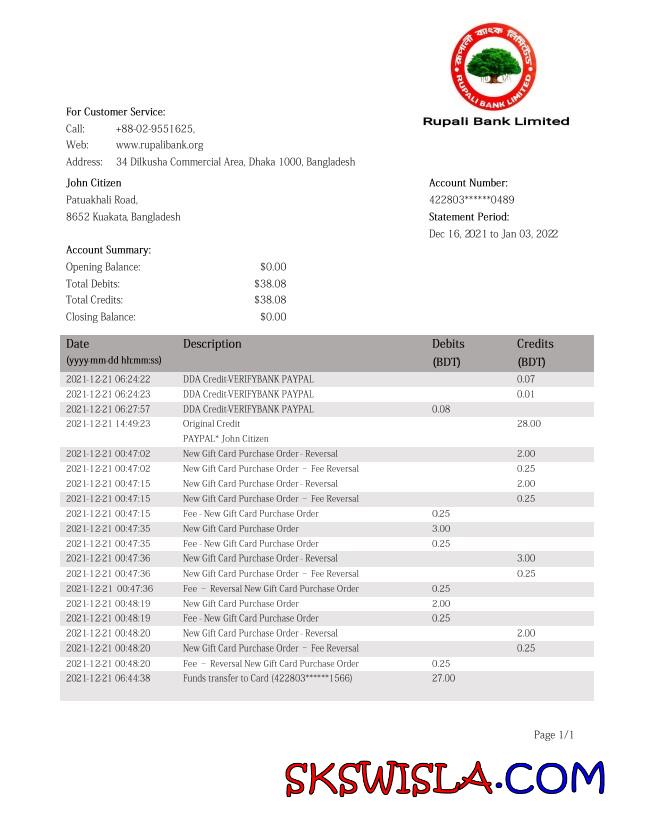 রূপালী ব্যাংক লিমিটেড
RUPALI BANK LIMITED
Rupali Bank Limited
For Customer Service:
Call: +88-02-9551625,
Web: www.rupalibank.org
Address: 34 Dilkusha Commercial Area, Dhaka 1000, Bangladesh
John Citizen
Patuakhali Road,
8652 Kuakata, Bangladesh
Account Number:
422803******0489
Statement Period:
Dec 16, 2021 to Jan 03, 2022
Account Summary:
Opening Balance: $0.00
Total Debits: $38.08
Total Credits: $38.08
Closing Balance: $0.00
Date Description Debits Credits
(yyyy-mm-dd hh:mm:ss) (BDT) (BDT)
2021-12-21 06:24:22 DDA Credit-VERIFYBANK PAYPAL 0.07
2021-12-21 06:24:23 DDA Credit-VERIFYBANK PAYPAL 0.01
2021-12-21 06:27:57 DDA Credit-VERIFYBANK PAYPAL 0.08
2021-12-21 14:49:23 Original Credit 28.00
PAYPAL* John Citizen
2021-12-21 00:47:02 New Gift Card Purchase Order - Reversal 2.00
2021-12-21 00:47:02 New Gift Card Purchase Order – Fee Reversal 0.25
2021-12-21 00:47:15 New Gift Card Purchase Order - Reversal 2.00
2021-12-21 00:47:15 New Gift Card Purchase Order – Fee Reversal 0.25
2021-12-21 00:47:15 Fee - New Gift Card Purchase Order 0.25
2021-12-21 00:47:35 New Gift Card Purchase Order 3.00
2021-12-21 00:47:35 Fee - New Gift Card Purchase Order 0.25
2021-12-21 00:47:36 New Gift Card Purchase Order - Reversal 3.00
2021-12-21 00:47:36 New Gift Card Purchase Order – Fee Reversal 0.25
2021-12-21 00:47:36 Fee – Reversal New Gift Card Purchase Order 0.25
2021-12-21 00:48:19 New Gift Card Purchase Order 2.00
2021-12-21 00:48:19 Fee - New Gift Card Purchase Order 0.25
2021-12-21 00:48:20 New Gift Card Purchase Order - Reversal 2.00
2021-12-21 00:48:20 New Gift Card Purchase Order – Fee Reversal 0.25
2021-12-21 00:48:20 Fee – Reversal New Gift Card Purchase Order 0.25
2021-12-21 06:44:38 Funds transfer to Card (422803******1566) 27.00
Page 1/1
SKSWISLA.COM